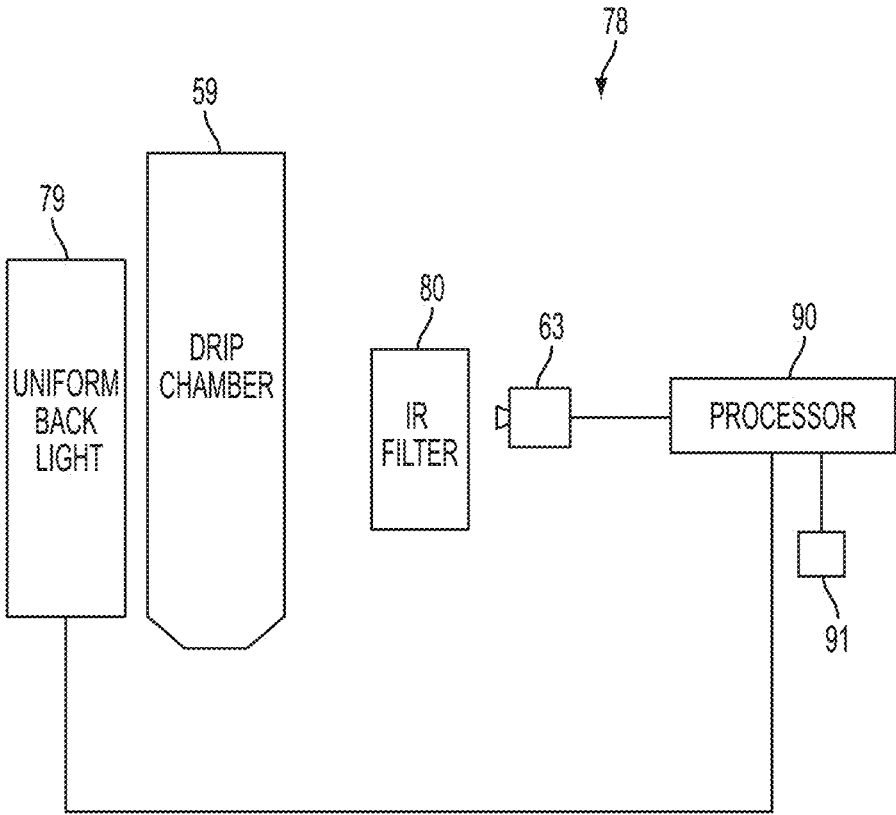 78
59
79
80
63
90
UNIFORM
BACK
LIGHT
DRIP
CHAMBER
IR
FILTER
PROCESSOR
91